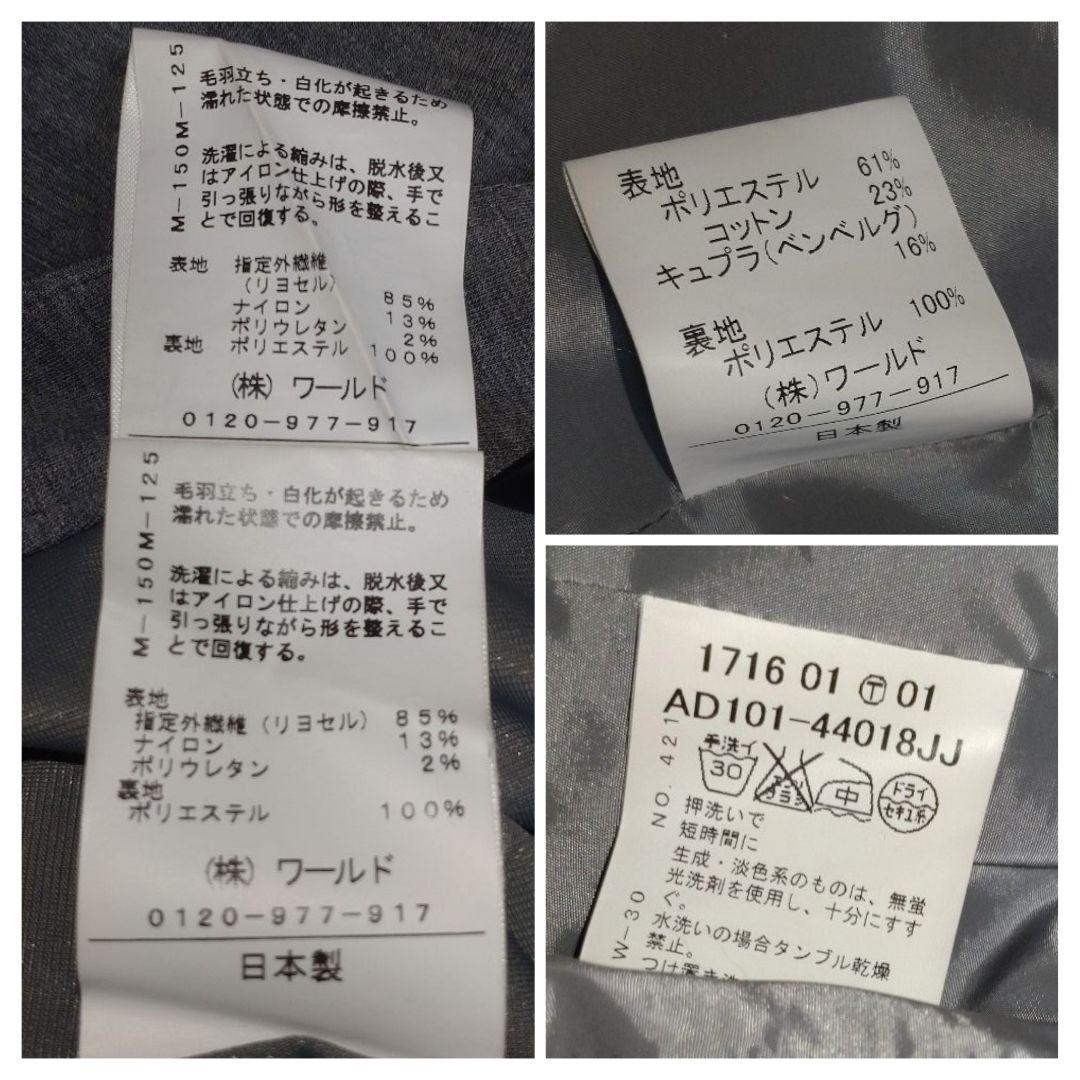 M-150M-125
毛羽立ち・白化が起きるため
濡れた状態での摩擦禁止。
洗濯による縮みは、脱水後又
はアイロン仕上げの際、手で
引っ張りながら形を整えるこ
とで回復する。
表地 指定外繊維
(リヨセル) 85%
ナイロン 13%
ポリウレタン 2%
裏地 ポリエステル 100%
(株) ワールド
0120-977-917
M-150M-125
毛羽立ち・白化が起きるため
濡れた状態での摩擦禁止。
洗濯による縮みは、脱水後又
はアイロン仕上げの際、手で
引っ張りながら形を整えるこ
とで回復する。
表地
指定外繊維 (リヨセル) 85%
ナイロン 13%
ポリウレタン 2%
裏地
ポリエステル 100%
(株) ワールド
0120-977-917
日本製
表地
ポリエステル 61%
コットン 23%
キュプラ(ベンベルグ)
16%
裏地
ポリエステル 100%
(株) ワールド
0120-977-917
日本製
1716 01 Ⓣ 01
AD101-44018JJ
手洗イ
30
エンソ
サラシ
中
ドライ
セキユ系
NO. 421
W-30
押洗いで
短時間に
生成・淡色系のものは、無蛍
光洗剤を使用し、十分にすす
ぐ。
水洗いの場合タンブル乾燥
禁止。
つけ置き洗